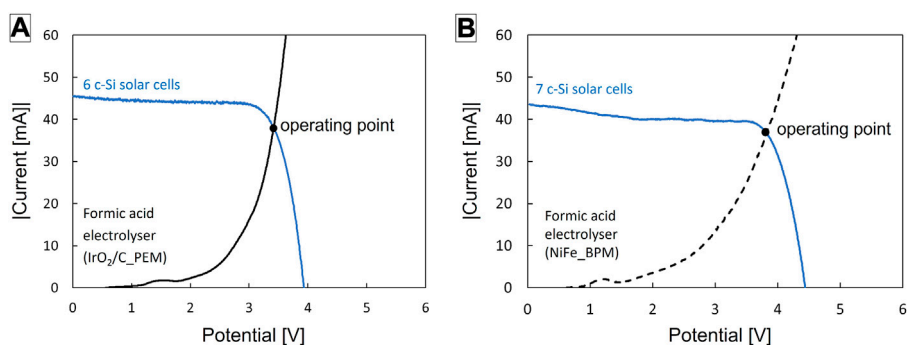 A
60
50
40
30
20
10
0
|Current [mA]|
6 c-Si solar cells
operating point
Formic acid
electrolyser
(IrO₂/C_PEM)
0 1 2 3 4 5 6
Potential [V]
B
60
50
40
30
20
10
0
|Current [mA]|
7 c-Si solar cells
operating point
Formic acid
electrolyser
(NiFe_BPM)
0 1 2 3 4 5 6
Potential [V]